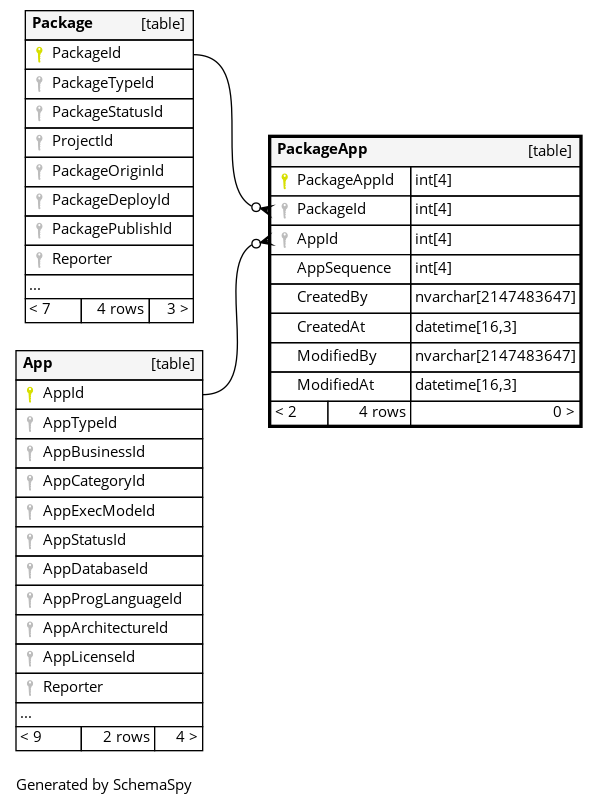 Package [table]
PackageId
PackageTypeId
PackageStatusId
ProjectId
PackageOriginId
PackageDeployId
PackagePublishId
Reporter
...
< 7 4 rows 3 >
PackageApp [table]
PackageAppId int[4]
PackageId int[4]
AppId int[4]
AppSequence int[4]
CreatedBy nvarchar[2147483647]
CreatedAt datetime[16,3]
ModifiedBy nvarchar[2147483647]
ModifiedAt datetime[16,3]
< 2 4 rows 0 >
App [table]
AppId
AppTypeId
AppBusinessId
AppCategoryId
AppExecModeId
AppStatusId
AppDatabaseId
AppProgLanguageId
AppArchitectureId
AppLicenseId
Reporter
...
< 9 2 rows 4 >
Generated by SchemaSpy